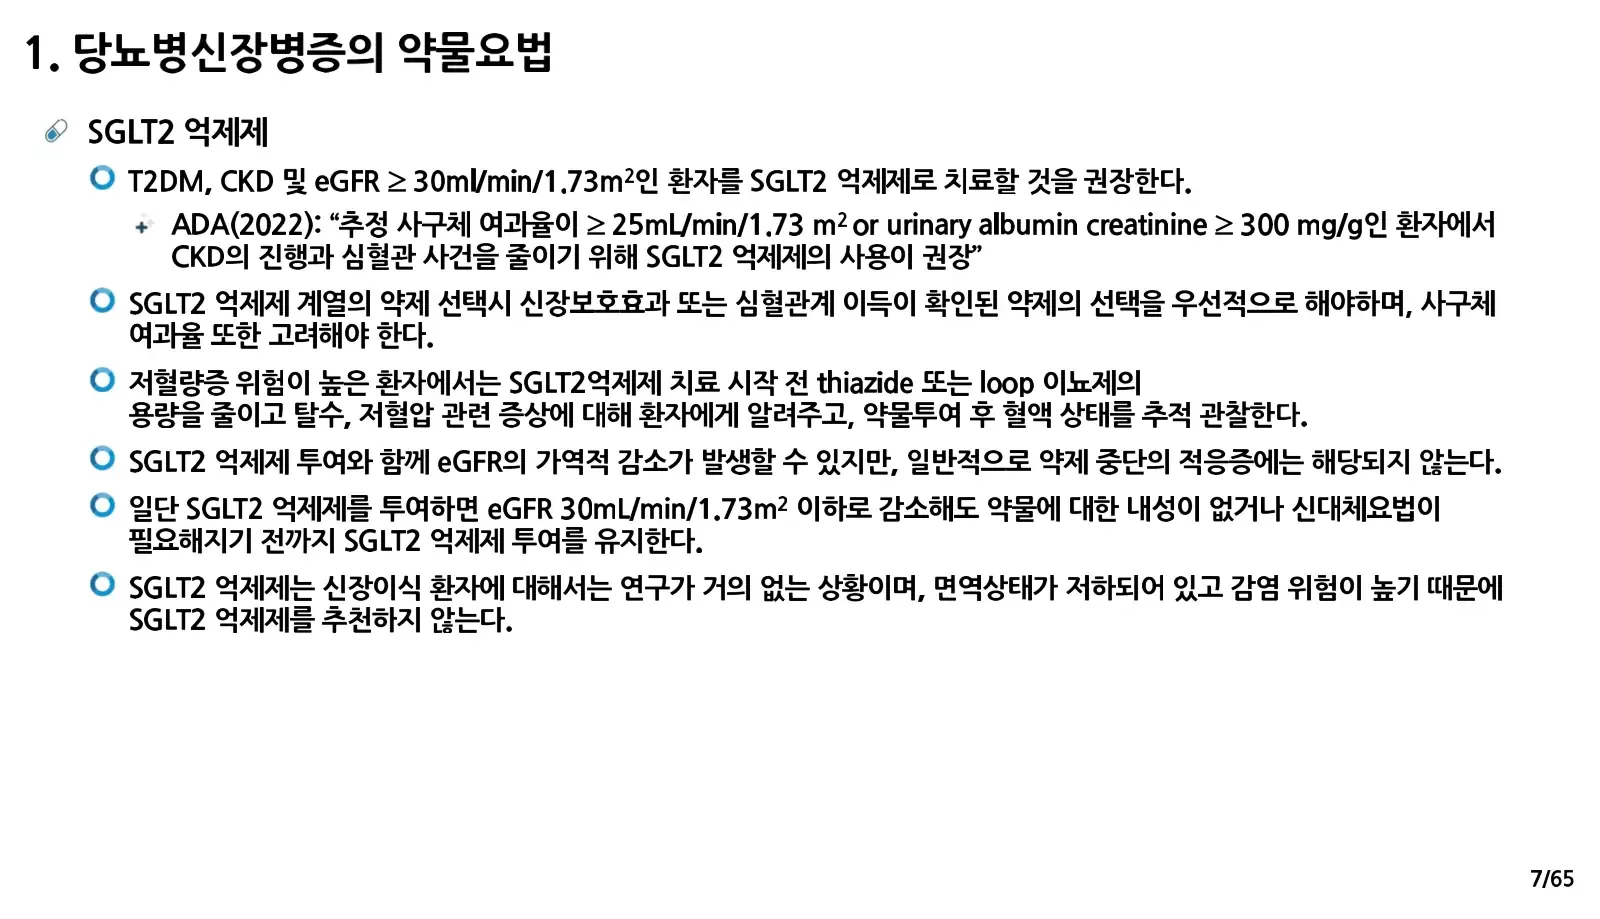 1. 당뇨병신장병증의 약물요법
SGLT2 억제제
T2DM, CKD 및 eGFR ≥ 30ml/min/1.73m²인 환자를 SGLT2 억제제로 치료할 것을 권장한다.
ADA(2022): “추정 사구체 여과율이 ≥ 25mL/min/1.73 m² or urinary albumin creatinine ≥ 300 mg/g인 환자에서
CKD의 진행과 심혈관 사건을 줄이기 위해 SGLT2 억제제의 사용이 권장”
SGLT2 억제제 계열의 약제 선택시 신장보호효과 또는 심혈관계 이득이 확인된 약제의 선택을 우선적으로 해야하며, 사구체
여과율 또한 고려해야 한다.
저혈량증 위험이 높은 환자에서는 SGLT2억제제 치료 시작 전 thiazide 또는 loop 이뇨제의
용량을 줄이고 탈수, 저혈압 관련 증상에 대해 환자에게 알려주고, 약물투여 후 혈액 상태를 추적 관찰한다.
SGLT2 억제제 투여와 함께 eGFR의 가역적 감소가 발생할 수 있지만, 일반적으로 약제 중단의 적응증에는 해당되지 않는다.
일단 SGLT2 억제제를 투여하면 eGFR 30mL/min/1.73m² 이하로 감소해도 약물에 대한 내성이 없거나 신대체요법이
필요해지기 전까지 SGLT2 억제제 투여를 유지한다.
SGLT2 억제제는 신장이식 환자에 대해서는 연구가 거의 없는 상황이며, 면역상태가 저하되어 있고 감염 위험이 높기 때문에
SGLT2 억제제를 추천하지 않는다.
7/65